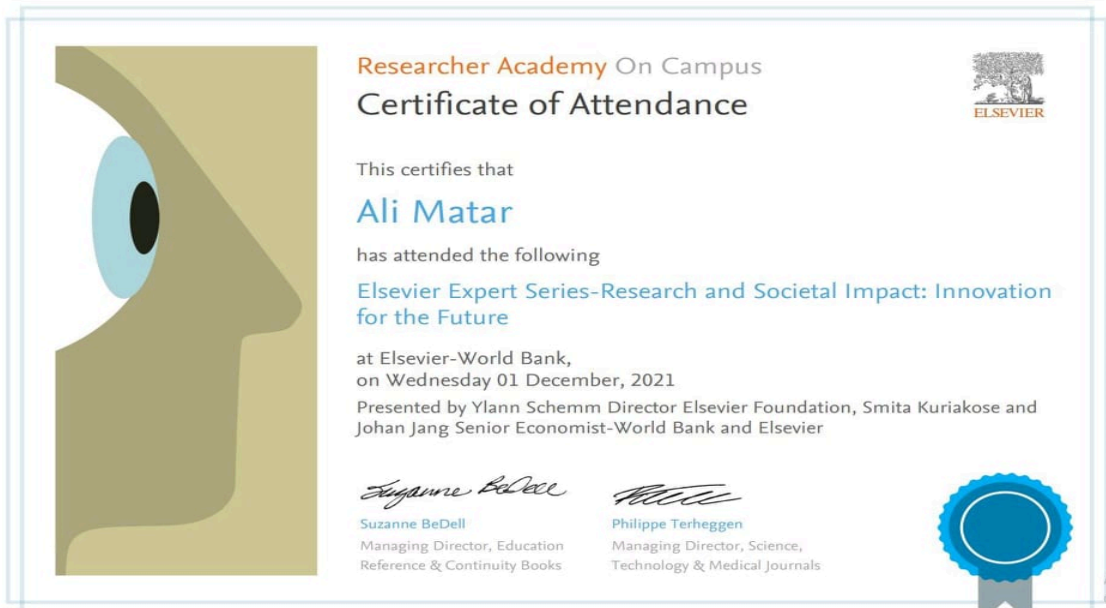 Researcher Academy On Campus
Certificate of Attendance
ELSEVIER
This certifies that
Ali Matar
has attended the following
Elsevier Expert Series-Research and Societal Impact: Innovation
for the Future
at Elsevier-World Bank,
on Wednesday 01 December, 2021
Presented by Ylann Schemm Director Elsevier Foundation, Smita Kuriakose and
Johan Jang Senior Economist-World Bank and Elsevier
Suzanne BeDell
Suzanne BeDell
Managing Director, Education
Reference & Continuity Books
Philippe Terheggen
Managing Director, Science,
Technology & Medical Journals